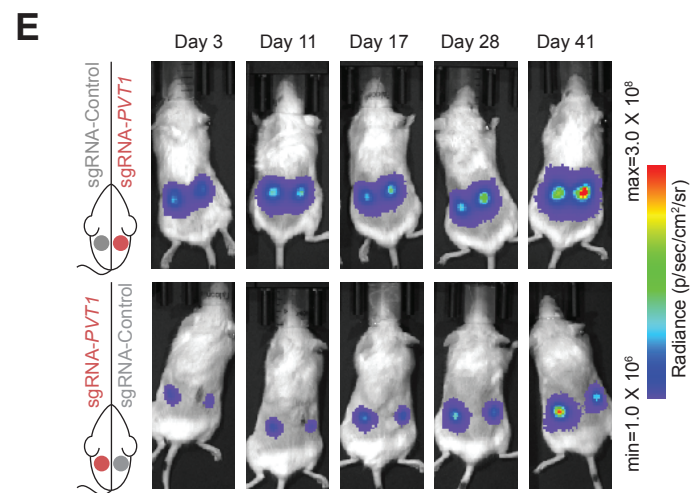 E
Day 3
Day 11
Day 17
Day 28
Day 41
sgRNA-Control
sgRNA-PVT1
max=3.0 X 10⁸
Radiance (p/sec/cm²/sr)
min=1.0 X 10⁶
sgRNA-PVT1
sgRNA-Control